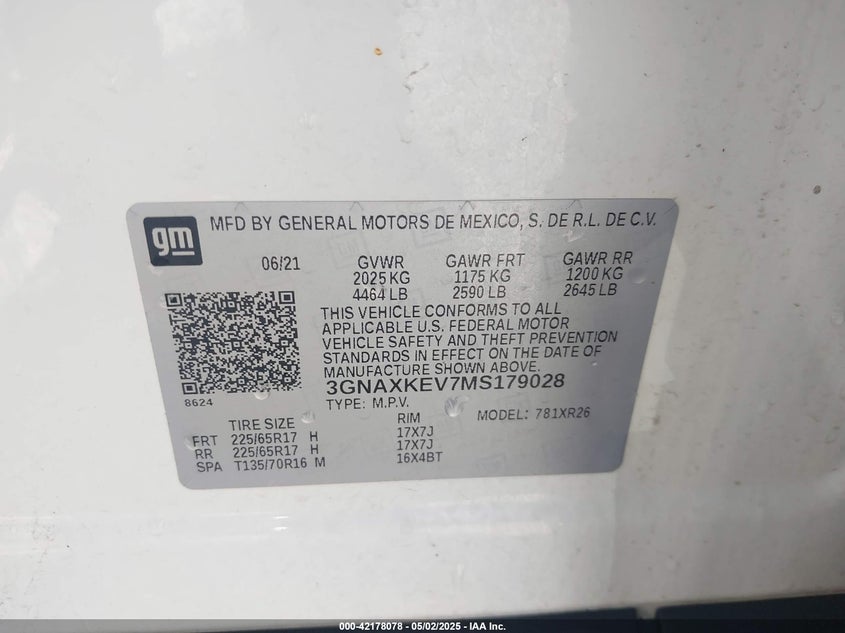 gm
MFD BY GENERAL MOTORS DE MEXICO, S. DE R.L. DE C.V.
06/21 GVWR GAWR FRT GAWR RR
2025 KG 1175 KG 1200 KG
4464 LB 2590 LB 2645 LB
THIS VEHICLE CONFORMS TO ALL
APPLICABLE U.S. FEDERAL MOTOR
VEHICLE SAFETY AND THEFT PREVENTION
STANDARDS IN EFFECT ON THE DATE OF
MANUFACTURE SHOWN ABOVE.
3GNAXKEV7MS179028
8624
TYPE: M.P.V. MODEL: 781XR26
TIRE SIZE RIM
FRT 225/65R17 H 17X7J
RR 225/65R17 H 17X7J
SPA T135/70R16 M 16X4BT
000-42178078 - 05/02/2025 - IAA Inc.